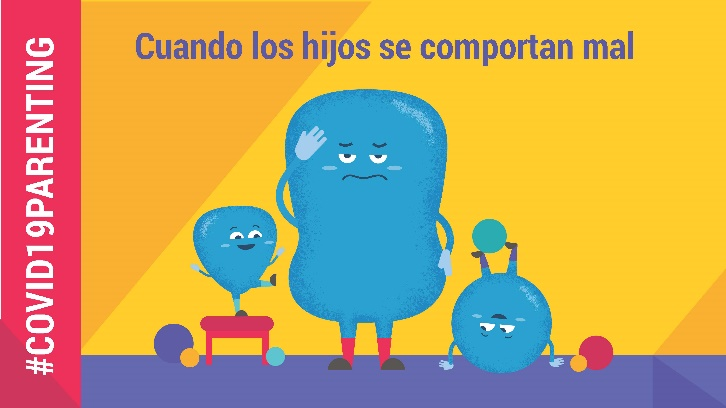 #COVID19PARENTING
Cuando los hijos se comportan mal